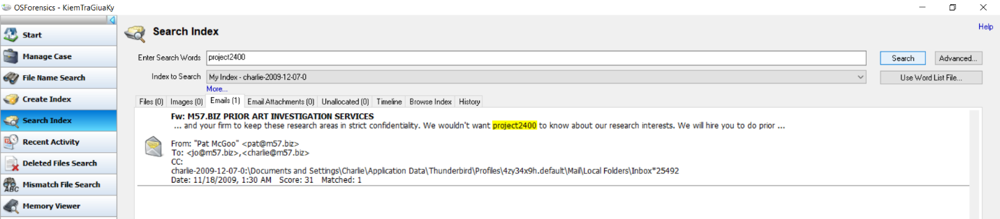 OSForensics - KiemTraGiuaKy
Start
Manage Case
File Name Search
Create Index
Search Index
Recent Activity
Deleted Files Search
Mismatch File Search
Memory Viewer
Search Index
Help
Enter Search Words project2400 Search Advanced...
Index to Search My Index - charlie-2009-12-07-0 Use Word List File...
More...
Files (0) Images (0) Emails (1) Email Attachments (0) Unallocated (0) Timeline Browse Index History
Fw: M57.BIZ PRIOR ART INVESTIGATION SERVICES
... and your firm to keep these research areas in strict confidentiality. We wouldn't want project2400 to know about our research interests. We will hire you to do prior ...
From: "Pat McGoo" <pat@m57.biz>
To: <jo@m57.biz>,<charlie@m57.biz>
CC:
charlie-2009-12-07-0:\Documents and Settings\Charlie\Application Data\Thunderbird\Profiles\4zy34x9h.default\Mail\Local Folders\Inbox*25492
Date: 11/18/2009, 1:30 AM Score: 31 Matched: 1